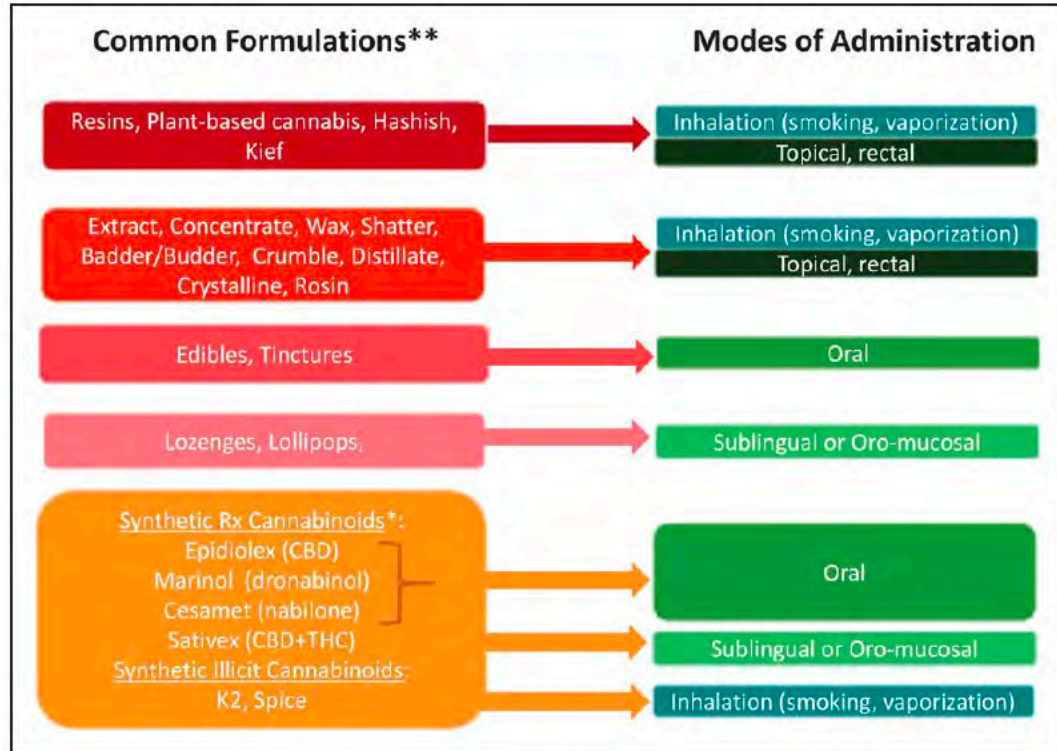 Common Formulations**
Modes of Administration
Resins, Plant-based cannabis, Hashish,
Kief
Inhalation (smoking, vaporization)
Topical, rectal
Extract, Concentrate, Wax, Shatter,
Badder/Budder, Crumble, Distillate,
Crystalline, Rosin
Inhalation (smoking, vaporization)
Topical, rectal
Edibles, Tinctures
Oral
Lozenges, Lollipops,
Sublingual or Oro-mucosal
Synthetic Rx Cannabinoids*:
Epidiolex (CBD)
Marinol (dronabinol)
Cesamet (nabilone)
Oral
Sativex (CBD+THC)
Sublingual or Oro-mucosal
Synthetic Illicit Cannabinoids:
K2, Spice
Inhalation (smoking, vaporization)